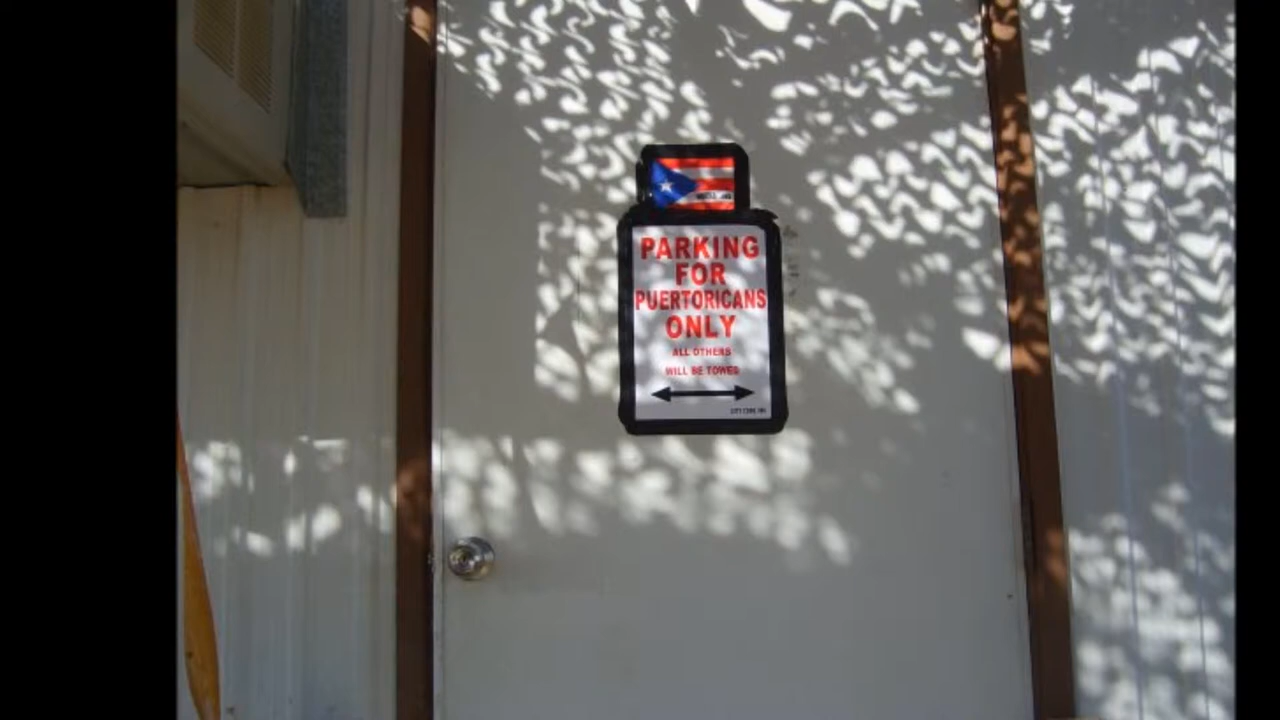 PARKING
FOR
PUERTORICANS
ONLY
ALL OTHERS
WILL BE TOWED